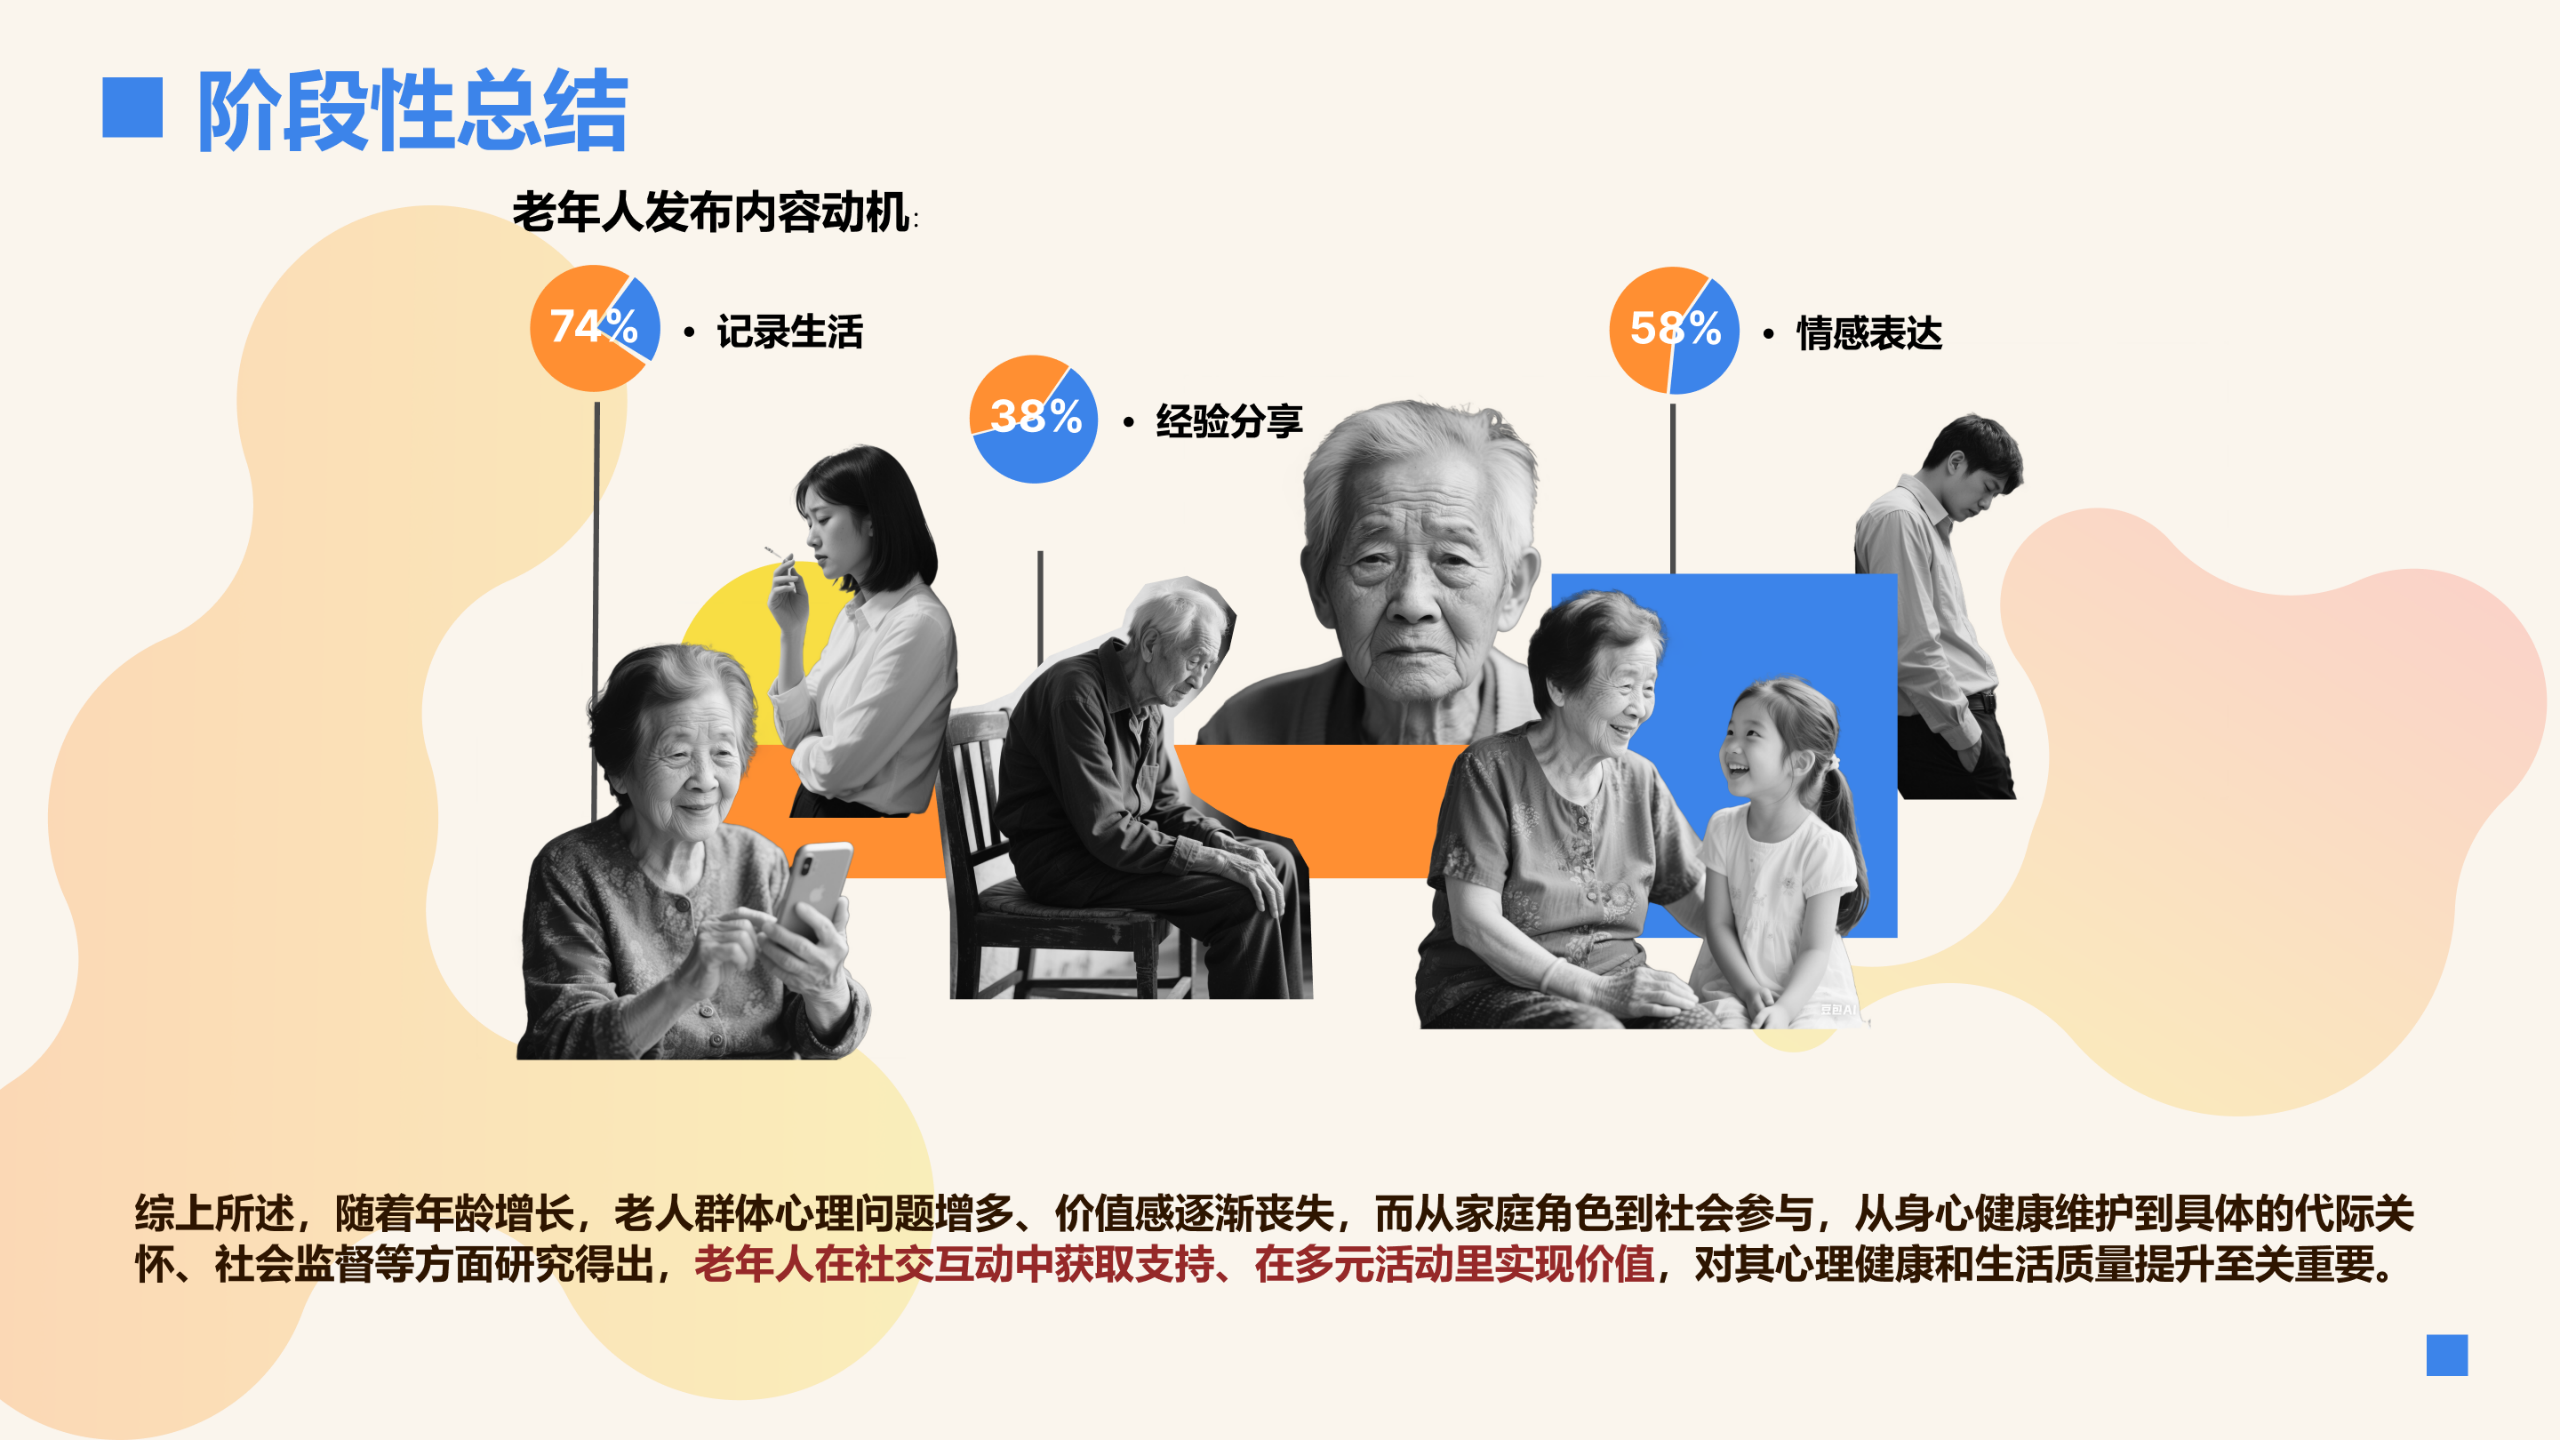 阶段性总结
老年人发布内容动机:
74%
• 记录生活
58%
• 情感表达
38%
• 经验分享
豆包AI
综上所述，随着年龄增长，老人群体心理问题增多、价值感逐渐丧失，而从家庭角色到社会参与，从身心健康维护到具体的代际关
怀、社会监督等方面研究得出，老年人在社交互动中获取支持、在多元活动里实现价值，对其心理健康和生活质量提升至关重要。